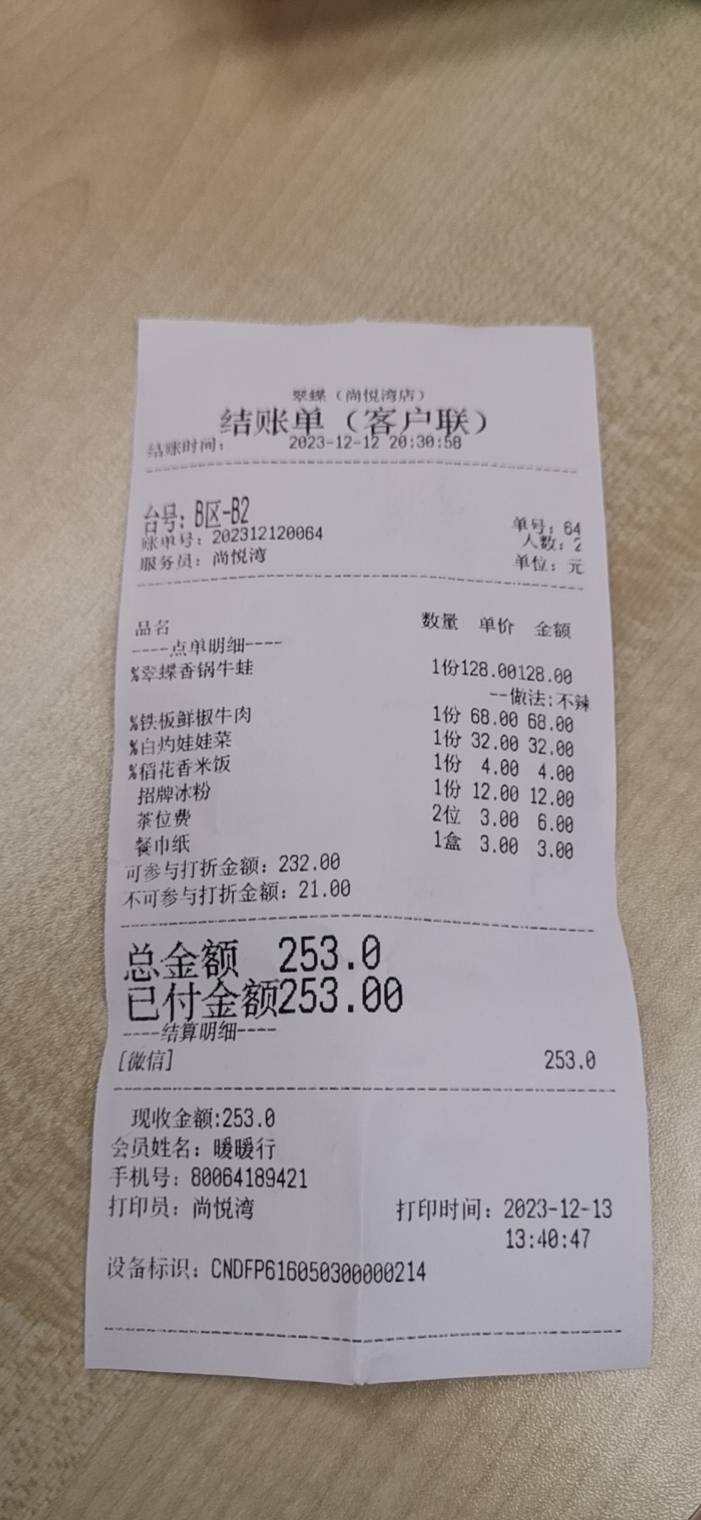 翠蝶（尚悦湾店）
结账单（客户联）
结账时间： 2023-12-12 20:30:58
台号: B区-B2
账单号: 202312120064 单号: 64
人数: 2
服务员: 尚悦湾 单位: 元
品名 数量 单价 金额
----点单明细----
%翠蝶香锅牛蛙 1份128.00128.00
--做法:不辣
%铁板鲜椒牛肉 1份 68.00 68.00
%白灼娃娃菜 1份 32.00 32.00
%稻花香米饭 1份 4.00 4.00
招牌冰粉 1份 12.00 12.00
茶位费 2位 3.00 6.00
餐巾纸 1盒 3.00 3.00
可参与打折金额: 232.00
不可参与打折金额: 21.00
总金额 253.0
已付金额253.00
----结算明细----
[微信] 253.0
现收金额:253.0
会员姓名: 暖暖行
手机号: 80064189421
打印员: 尚悦湾 打印时间: 2023-12-13
13:40:47
设备标识: CNDFP616050300000214